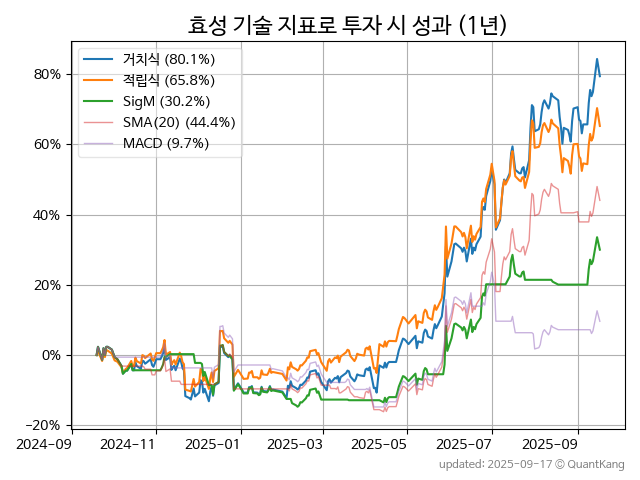 효성 기술 지표로 투자 시 성과 (1년)
거치식 (80.1%)
적립식 (65.8%)
SigM (30.2%)
SMA(20) (44.4%)
MACD (9.7%)
80%
60%
40%
20%
0%
−20%
2024-09 2024-11 2025-01 2025-03 2025-05 2025-07 2025-09
updated: 2025-09-17 © QuantKang